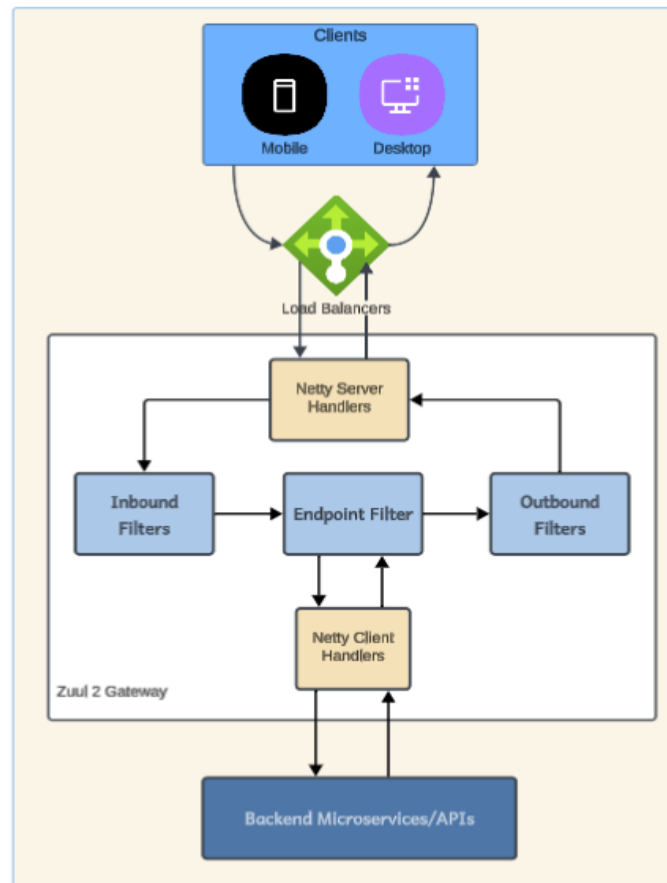 Clients
Mobile
Desktop
Load Balancers
Netty Server
Handlers
Inbound
Filters
Endpoint Filter
Outbound
Filters
Netty Client
Handlers
Zuul 2 Gateway
Backend Microservices/APIs